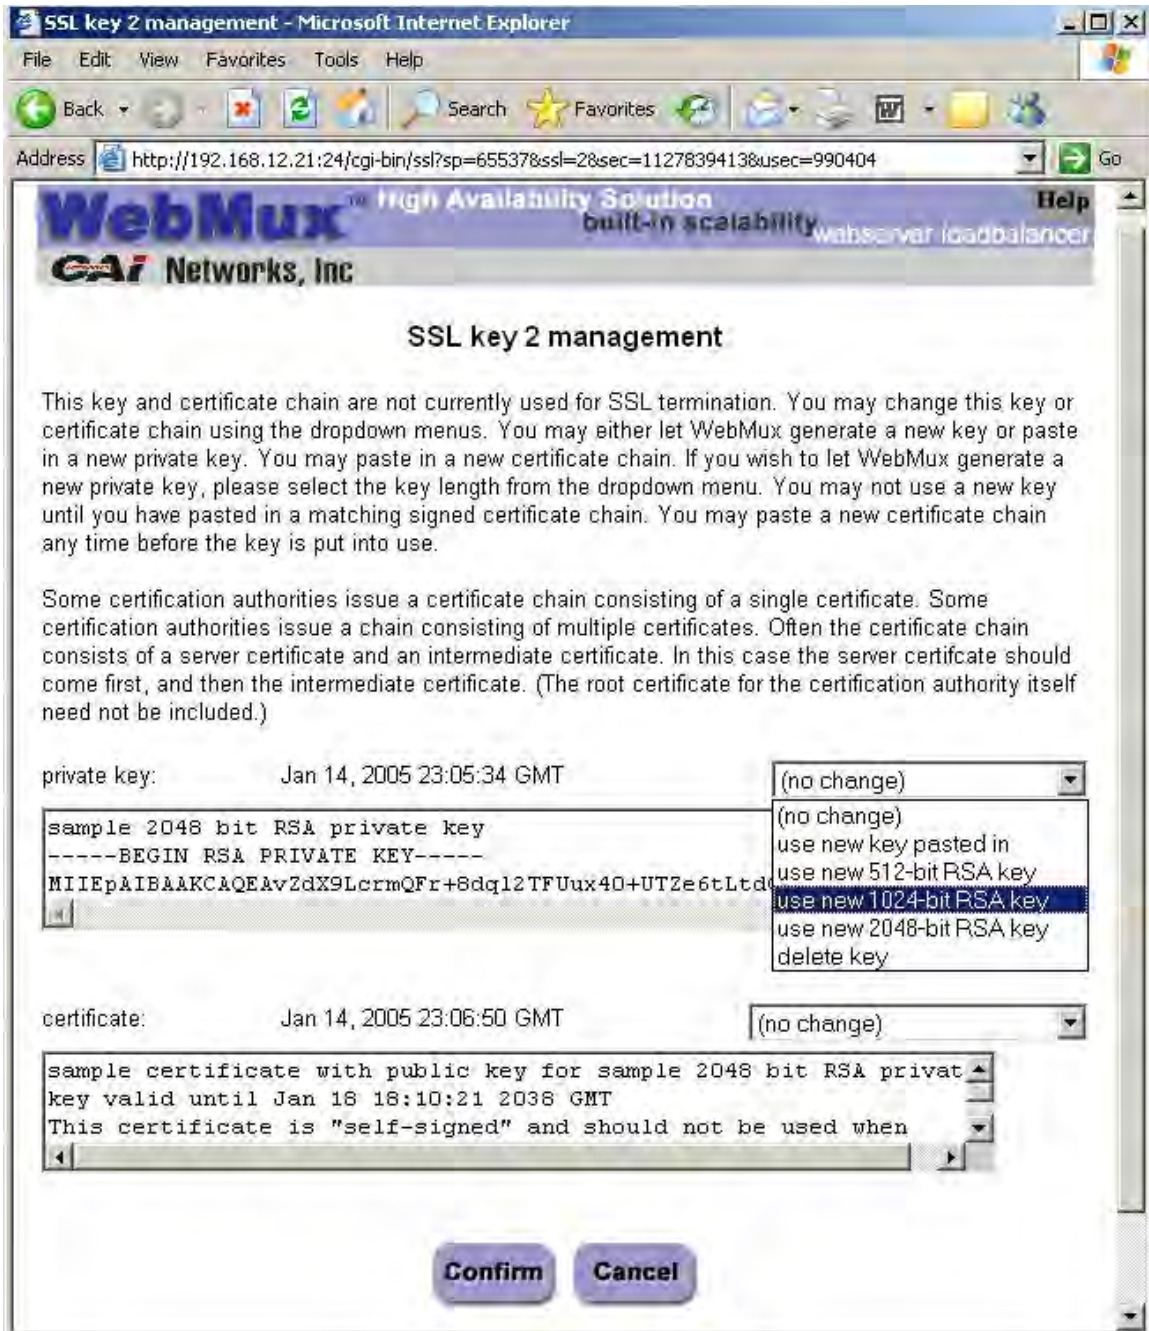 SSL key 2 management - Microsoft Internet Explorer
File Edit View Favorites Tools Help
Back Search Favorites
Address http://192.168.12.21:24/cgi-bin/ssl?sp=65537&ssl=2&sec=1127839413&usec=990404 Go
WebMux™ High Availability Solution Help
built-in scalability
webserver loadbalancer
CAi Networks, Inc
SSL key 2 management
This key and certificate chain are not currently used for SSL termination. You may change this key or
certificate chain using the dropdown menus. You may either let WebMux generate a new key or paste
in a new private key. You may paste in a new certificate chain. If you wish to let WebMux generate a
new private key, please select the key length from the dropdown menu. You may not use a new key
until you have pasted in a matching signed certificate chain. You may paste a new certificate chain
any time before the key is put into use.
Some certification authorities issue a certificate chain consisting of a single certificate. Some
certification authorities issue a chain consisting of multiple certificates. Often the certificate chain
consists of a server certificate and an intermediate certificate. In this case the server certifcate should
come first, and then the intermediate certificate. (The root certificate for the certification authority itself
need not be included.)
private key: Jan 14, 2005 23:05:34 GMT (no change)
sample 2048 bit RSA private key
-----BEGIN RSA PRIVATE KEY-----
(no change)
use new key pasted in
use new 512-bit RSA key
use new 1024-bit RSA key
use new 2048-bit RSA key
delete key
certificate: Jan 14, 2005 23:06:50 GMT (no change)
sample certificate with public key for sample 2048 bit RSA privat
key valid until Jan 18 18:10:21 2038 GMT
This certificate is "self-signed" and should not be used when
Confirm Cancel